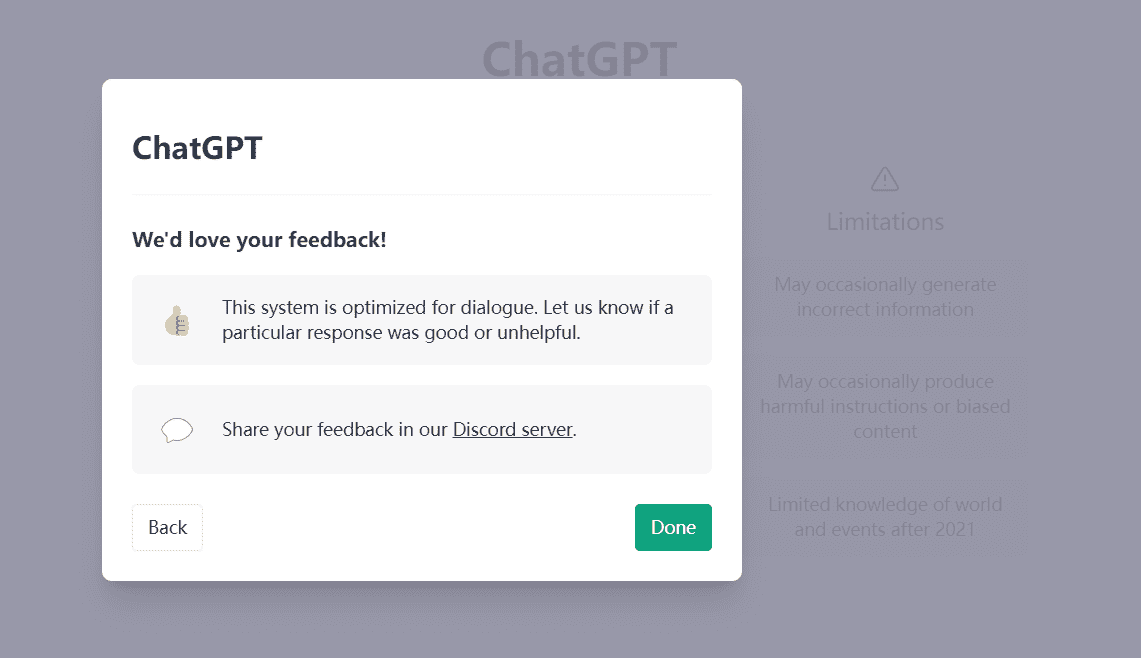 ChatGPT
ChatGPT
We'd love your feedback!
This system is optimized for dialogue. Let us know if a
particular response was good or unhelpful.
Share your feedback in our Discord server.
Back
Done
Limitations
May occasionally generate
incorrect information
May occasionally produce
harmful instructions or biased
content
Limited knowledge of world
and events after 2021